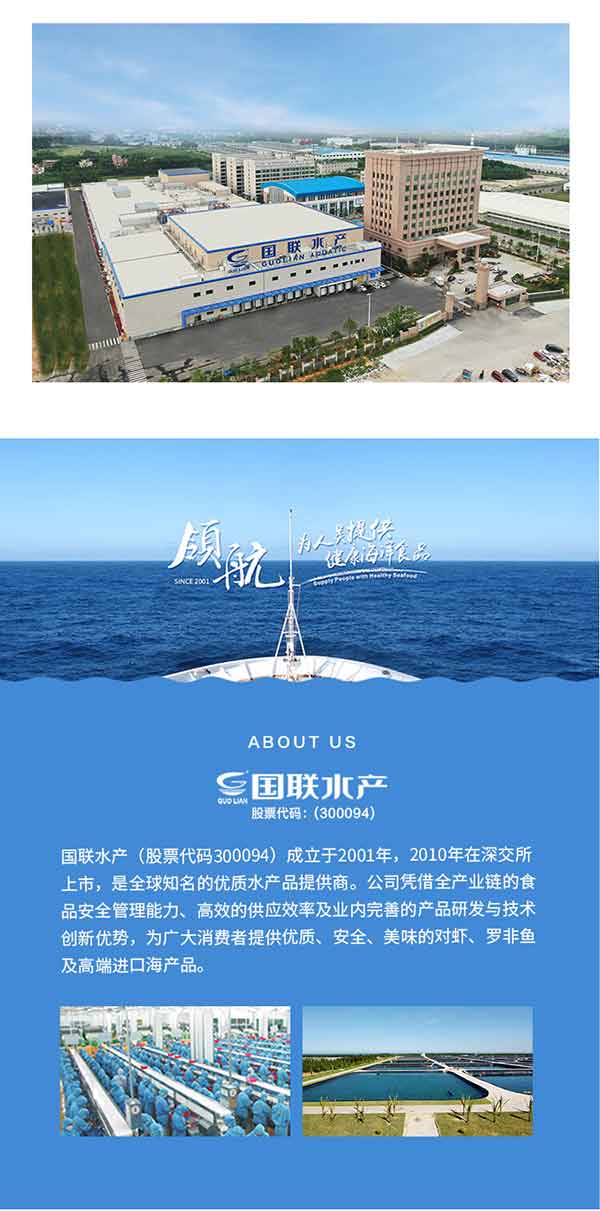 国联水产
GUOLIAN AQUATIC
GUO LIAN
领航
为人类提供
健康海洋食品
SINCE 2001
Supply People with Healthy Seafood
ABOUT US
国联水产
GUO LIAN
股票代码：（300094）
国联水产（股票代码300094）成立于2001年，2010年在深交所
上市，是全球知名的优质水产品提供商。公司凭借全产业链的食
品安全管理能力、高效的供应效率及业内完善的产品研发与技术
创新优势，为广大消费者提供优质、安全、美味的对虾、罗非鱼
及高端进口海产品。